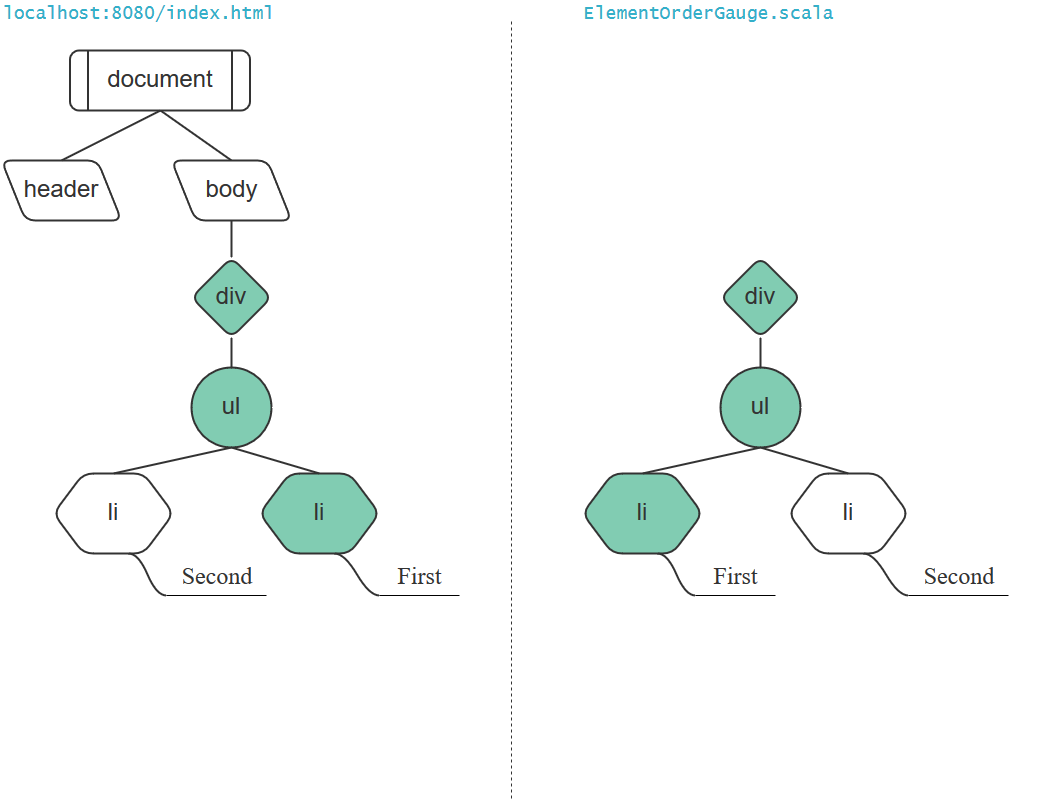 localhost:8080/index.html
document
header
body
div
ul
li
li
Second
First
ElementOrderGauge.scala
div
ul
li
li
First
Second